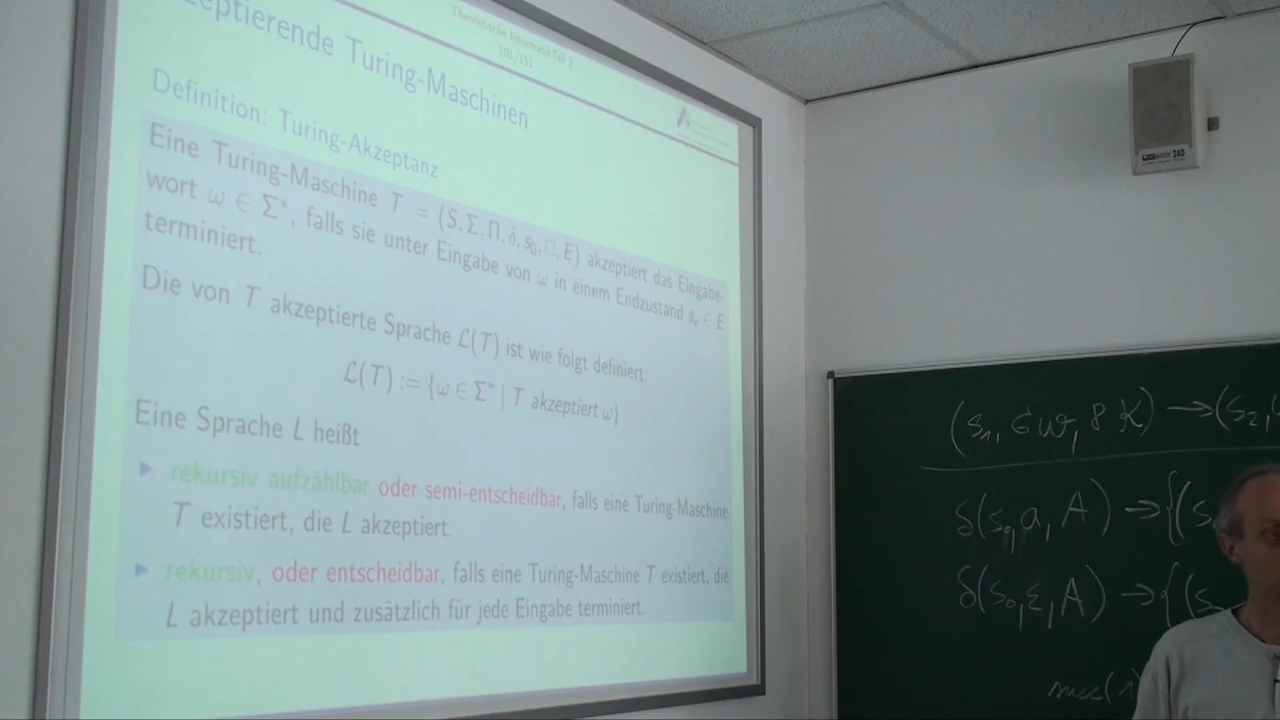 Theoretische Informatik Teil 2
101/161
zeptierende Turing-Maschinen
Definition: Turing-Akzeptanz
Eine Turing-Maschine T = (S, Σ, Π, δ, s₀, □, E) akzeptiert das Eingabe-
wort ω ∈ Σ*, falls sie unter Eingabe von ω in einem Endzustand sₑ ∈ E
terminiert.
Die von T akzeptierte Sprache ℒ(T) ist wie folgt definiert:
ℒ(T) := {ω ∈ Σ* | T akzeptiert ω}
Eine Sprache L heißt
▶ rekursiv aufzählbar oder semi-entscheidbar, falls eine Turing-Maschine
T existiert, die L akzeptiert.
▶ rekursiv, oder entscheidbar, falls eine Turing-Maschine T existiert, die
L akzeptiert und zusätzlich für jede Eingabe terminiert.
240
(s₁, σω, 8 K) → (s₂,
δ(s₀, a, A) → {(s
δ(s₀, ε, A) → {(s